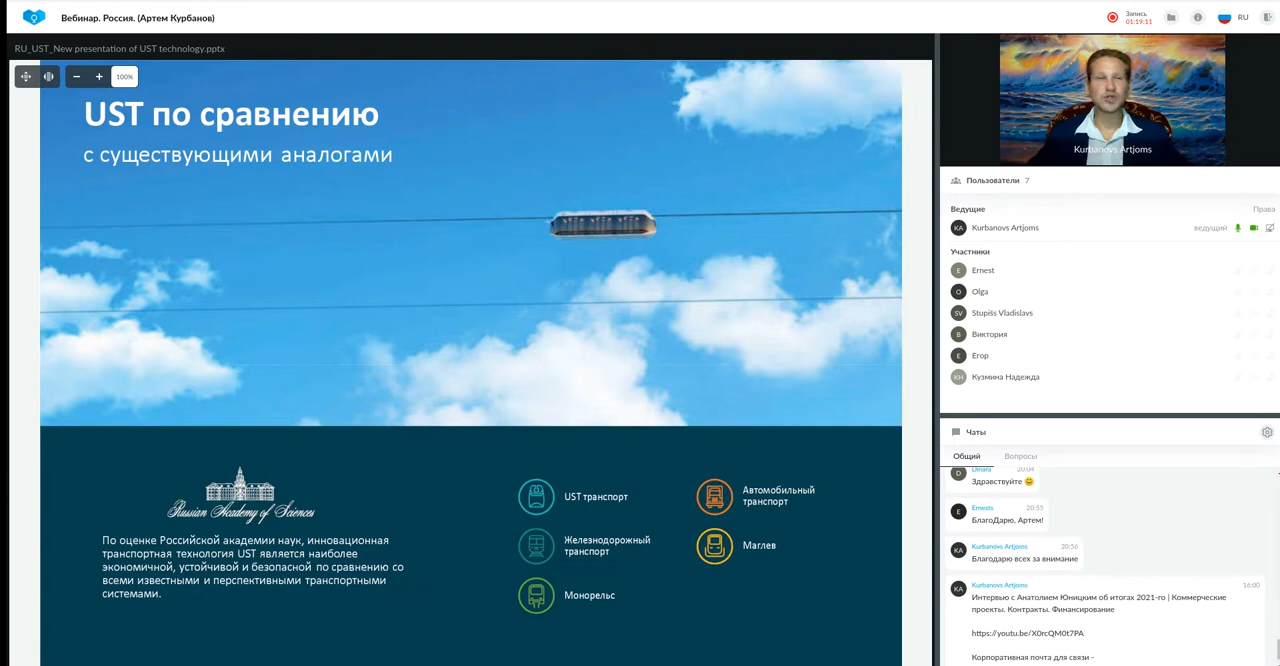 Вебинар. Россия. (Артем Курбанов)
Запись
01:19:11
RU
RU_UST_New presentation of UST technology.pptx
100%
UST по сравнению
с существующими аналогами
Russian Academy of Sciences
По оценке Российской академии наук, инновационная
транспортная технология UST является наиболее
экономичной, устойчивой и безопасной по сравнению со
всеми известными и перспективными транспортными
системами.
UST транспорт
Железнодорожный
транспорт
Монорельс
Автомобильный
транспорт
Маглев
Kurbanovs Artjoms
Пользователи 7
Ведущие Права
KA Kurbanovs Artjoms ведущий
Участники
E Ernest
O Olga
SV Stupišs Vladislavs
В Виктория
Е Егор
КН Кузмина Надежда
Чаты
Общий Вопросы
D Dinara 20:04
Здравствуйте
E Ernests 20:55
БлагоДарю, Артем!
KA Kurbanovs Artjoms 20:56
Благодарю всех за внимание
KA Kurbanovs Artjoms 16:00
Интервью с Анатолием Юницким об итогах 2021-го | Коммерческие
проекты. Контракты. Финансирование
https://youtu.be/X0rcQM0t7PA
Корпоративная почта для связи -